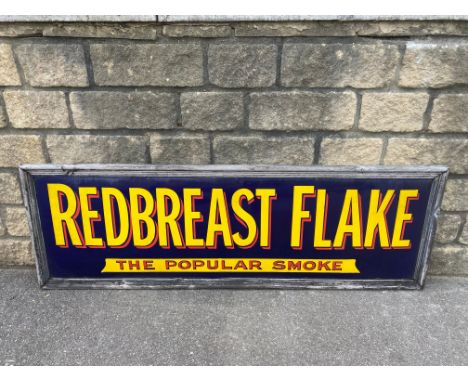 REDBREAST FLAKE
THE POPULAR SMOKE